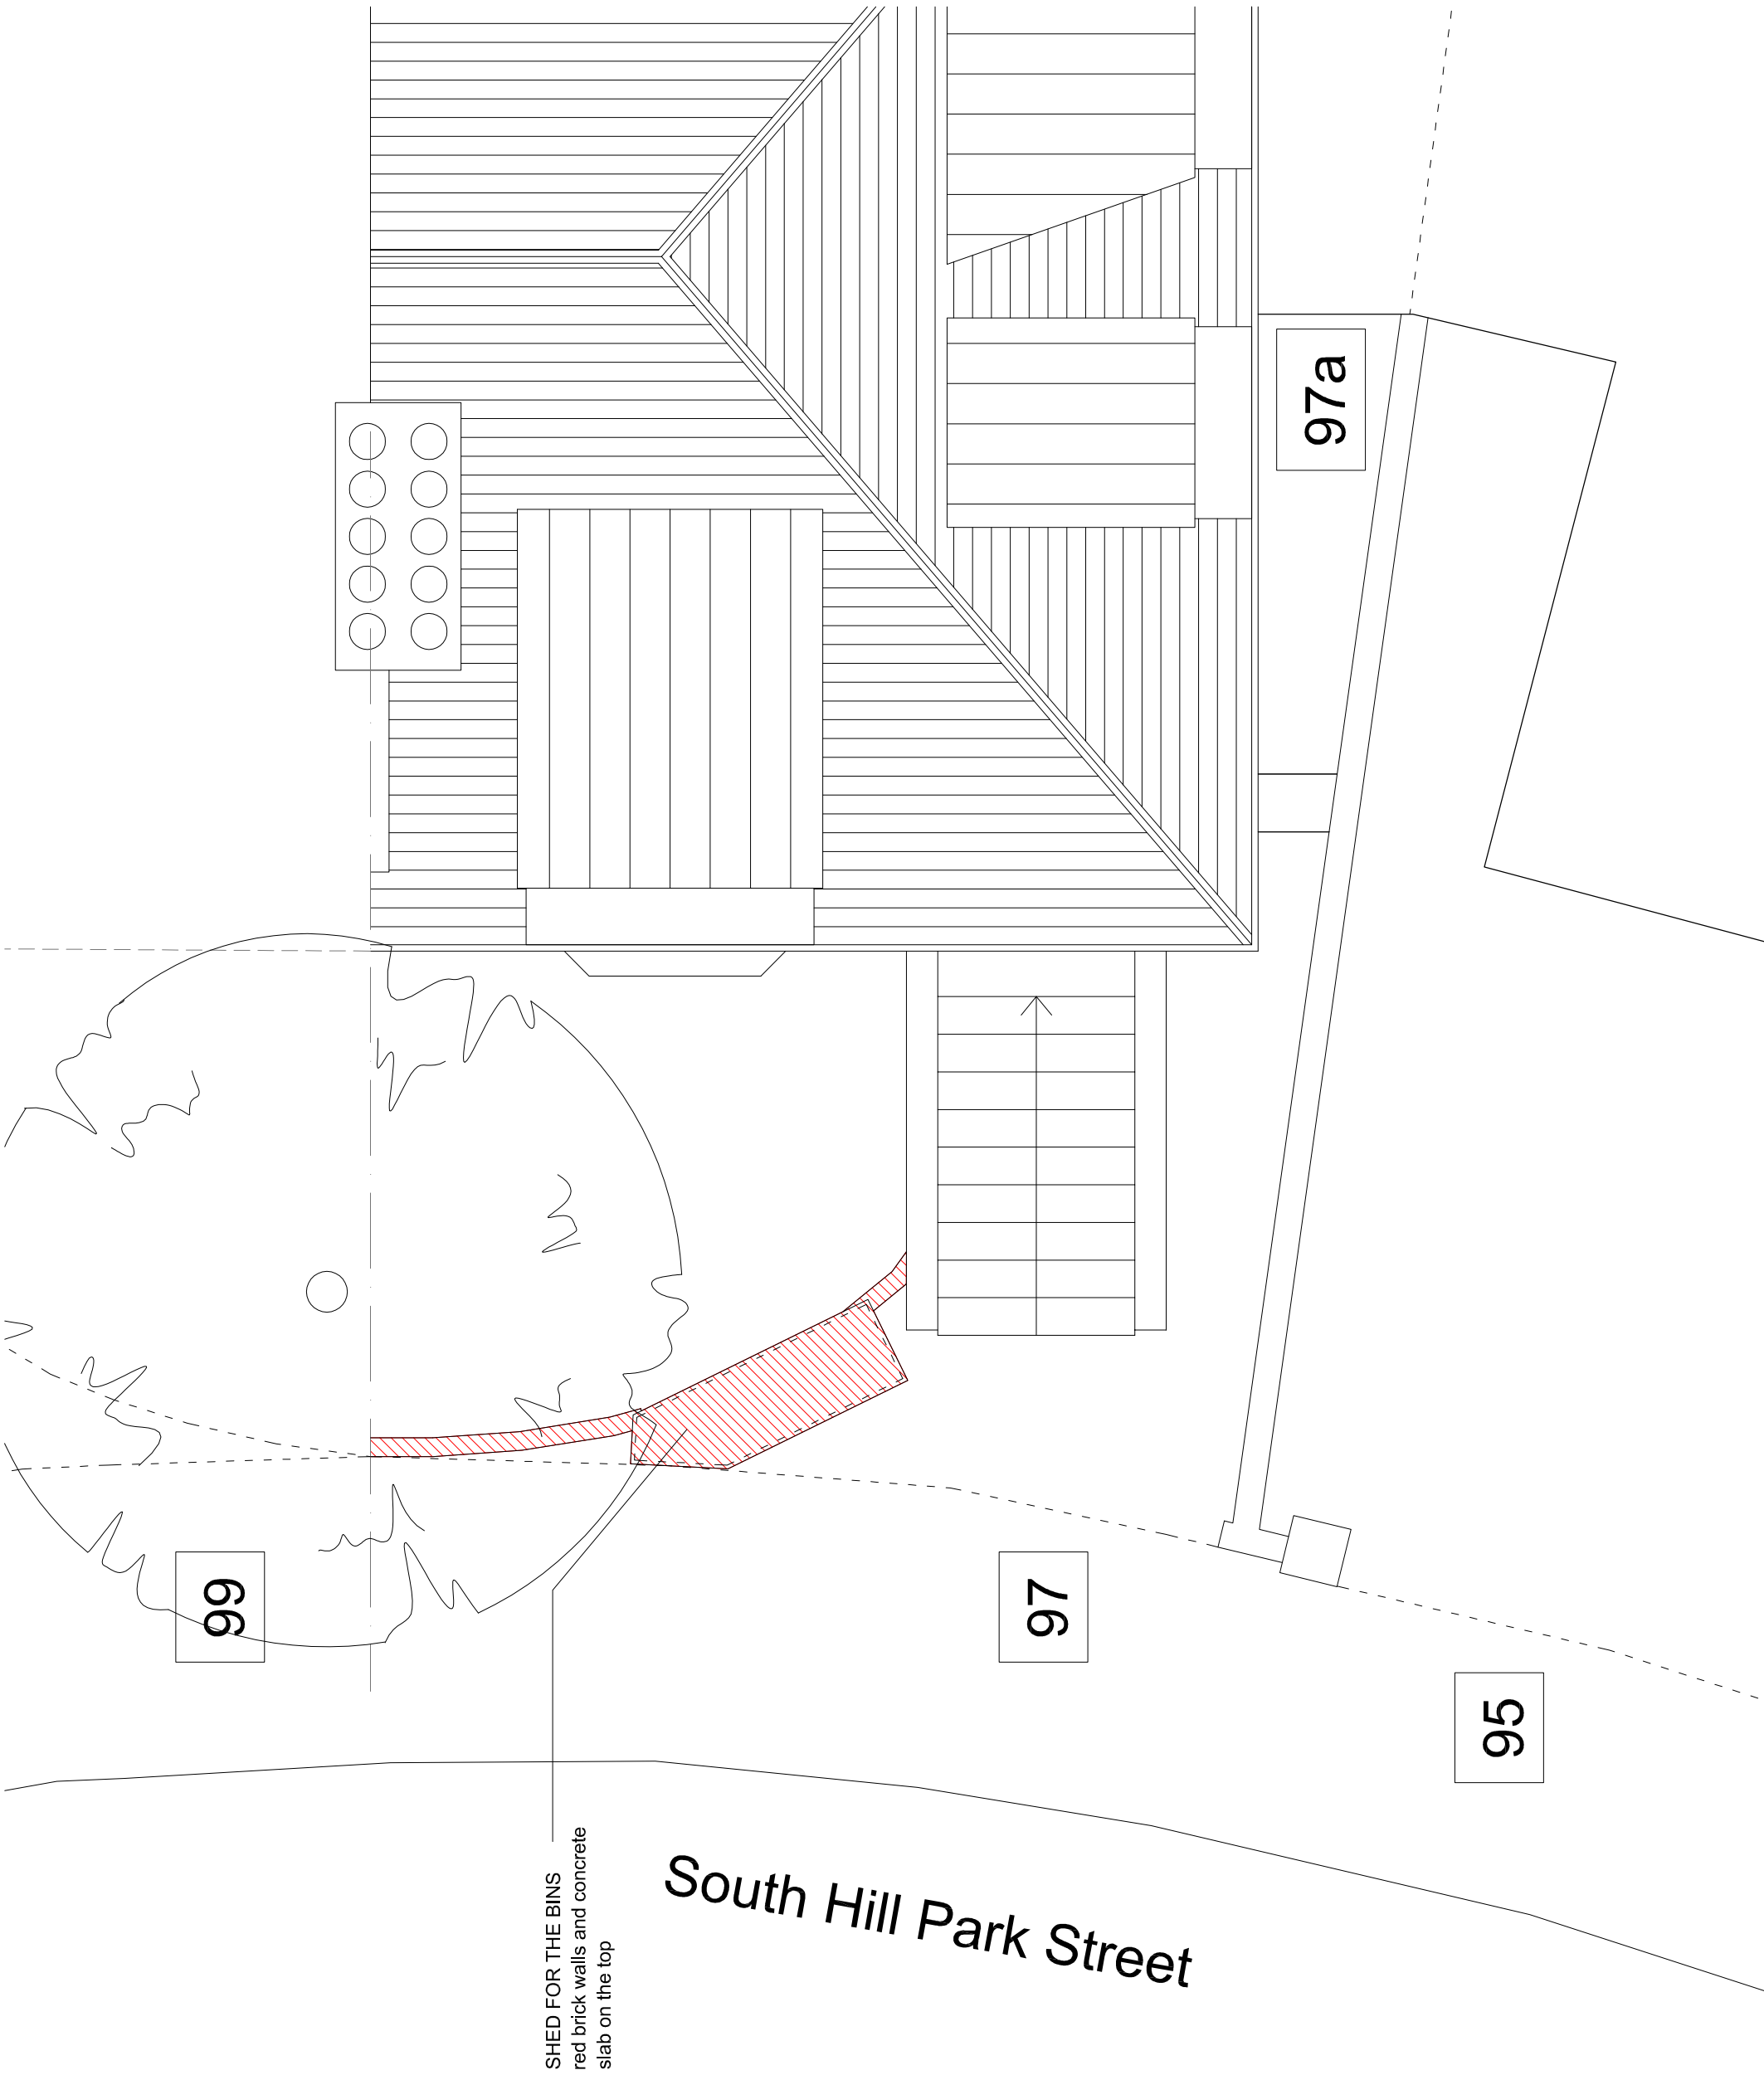 97a
99
97
95
SHED FOR THE BINS
red brick walls and concrete
slab on the top
South Hill Park Street